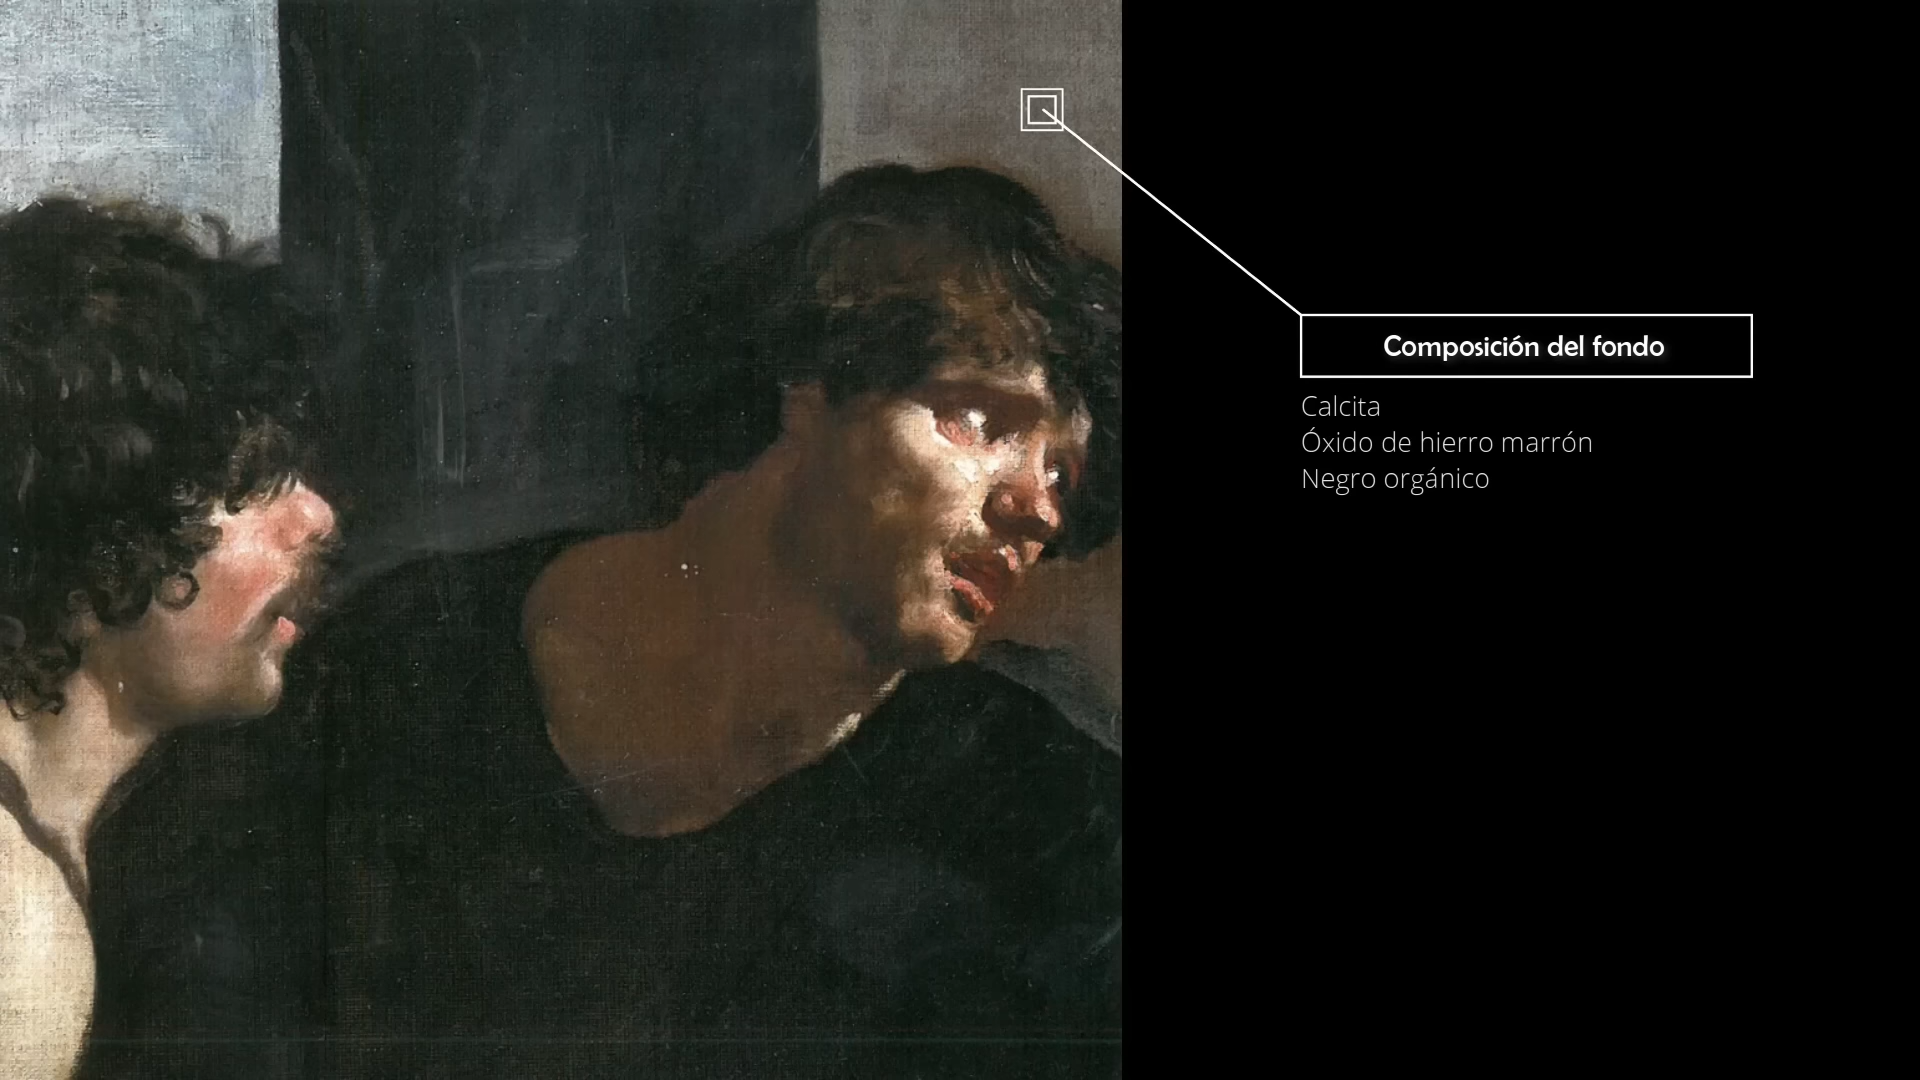 Composición del fondo
Calcita
Óxido de hierro marrón
Negro orgánico